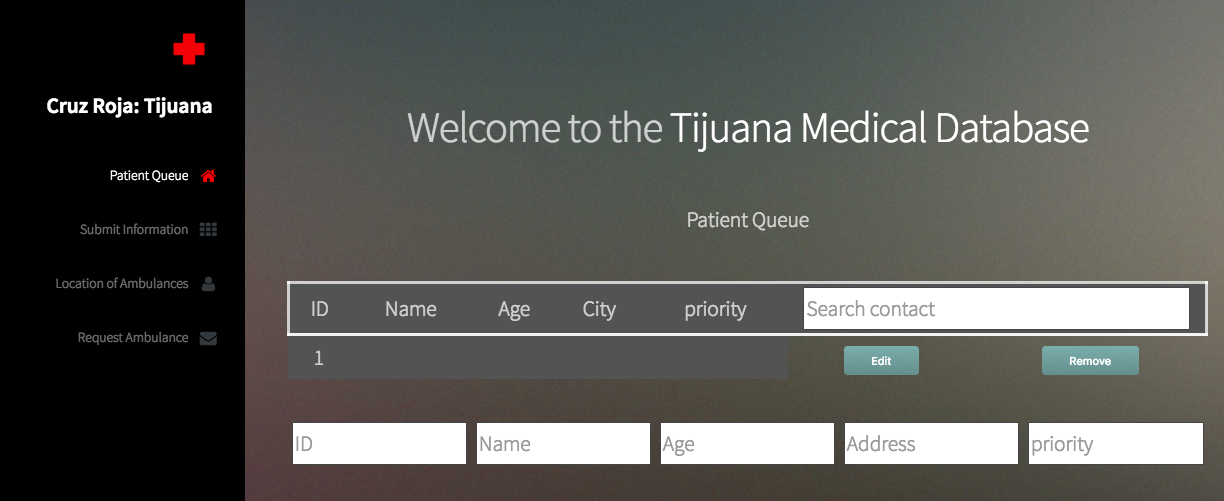 Cruz Roja: Tijuana
Patient Queue
Submit Information
Location of Ambulances
Request Ambulance
Welcome to the Tijuana Medical Database
Patient Queue
ID Name Age City priority Search contact
1 Edit Remove
ID Name Age Address priority